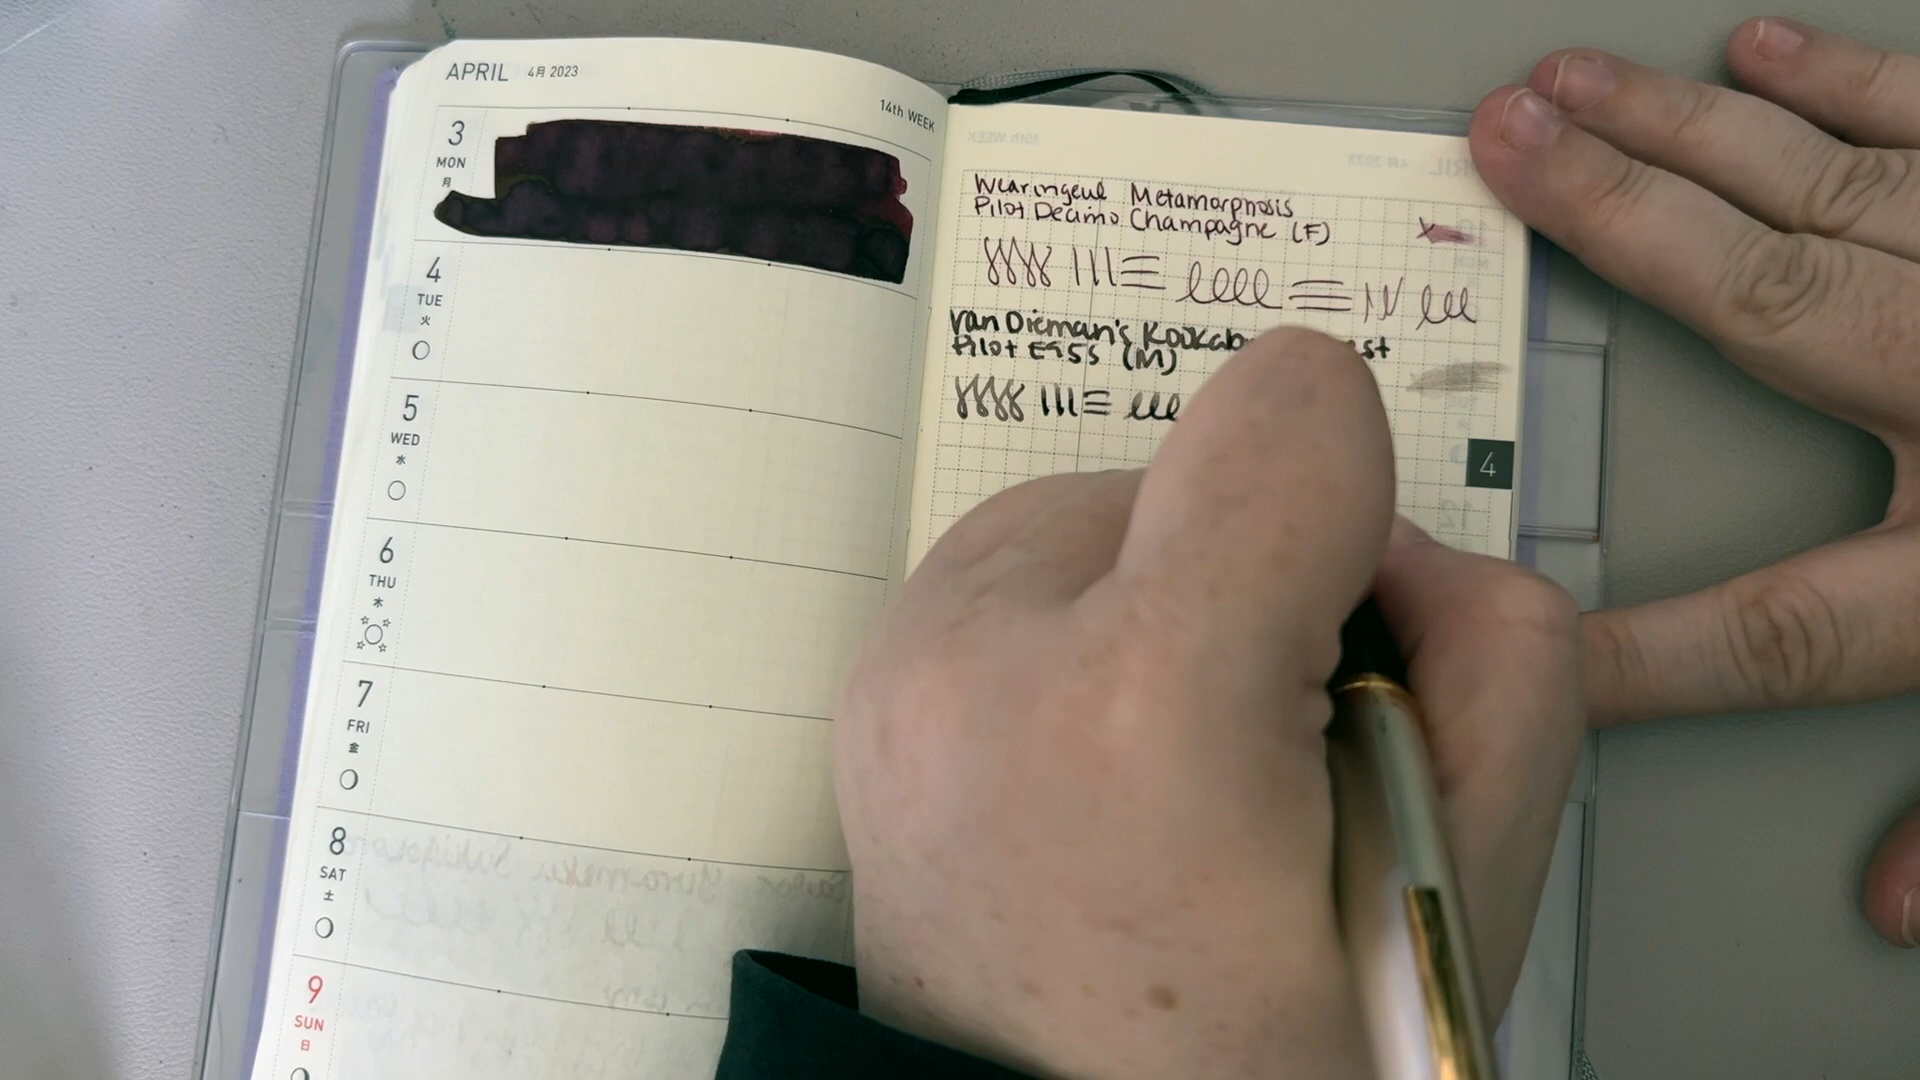 APRIL 4月 2023
14th WEEK
3
MON
月
4
TUE
火
5
WED
水
6
THU
木
7
FRI
金
8
SAT
土
9
SUN
日
Wearingeul Metamorphosis
Pilot Decimo Champagne (F)
Van Dieman's
Pilot E95s (M)
4
12